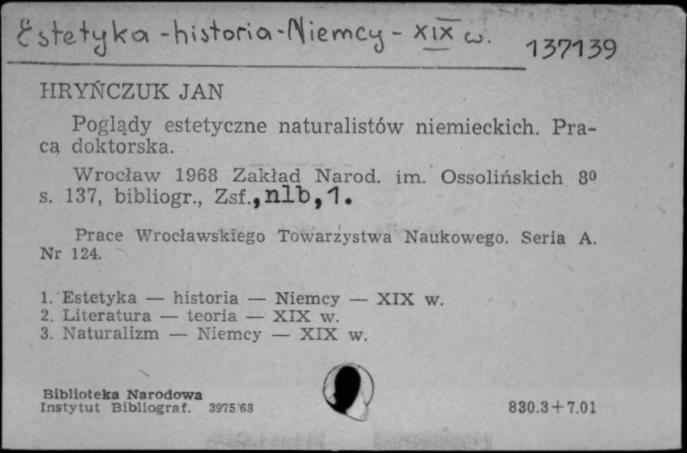 Estetyka - historia - Niemcy - XIX w.
137139
HRYŃCZUK JAN
Poglądy estetyczne naturalistów niemieckich. Pra-
ca doktorska.
Wrocław 1968 Zakład Narod. im. Ossolińskich 8⁰
s. 137, bibliogr., Zsf., nlb, 1.
Prace Wrocławskiego Towarzystwa Naukowego. Seria A.
Nr 124.
1. Estetyka — historia — Niemcy — XIX w.
2. Literatura — teoria — XIX w.
3. Naturalizm — Niemcy — XIX w.
Biblioteka Narodowa
Instytut Bibliograf. 3975/68
830.3+7.01